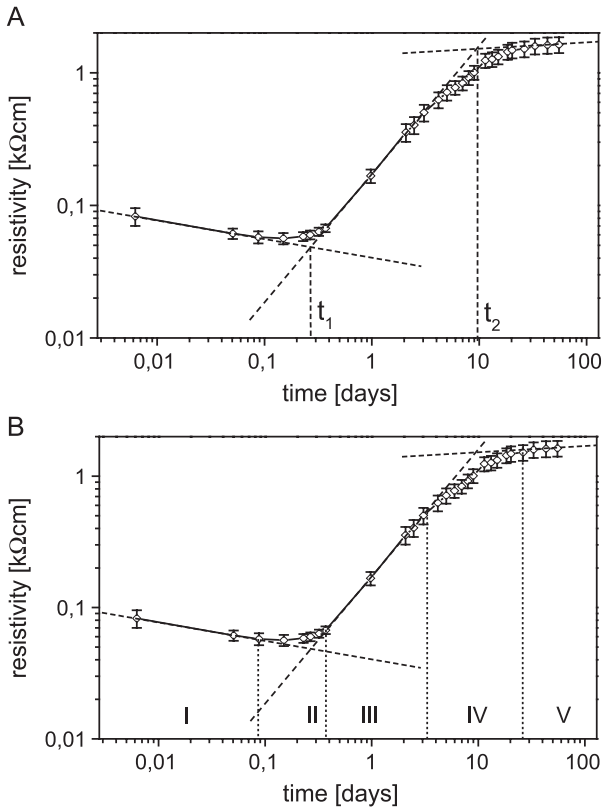 A
resistivity [kΩcm]
1
0,1
0,01
t1
t2
0,01 0,1 1 10 100
time [days]
B
resistivity [kΩcm]
1
0,1
0,01
I II III IV V
0,01 0,1 1 10 100
time [days]